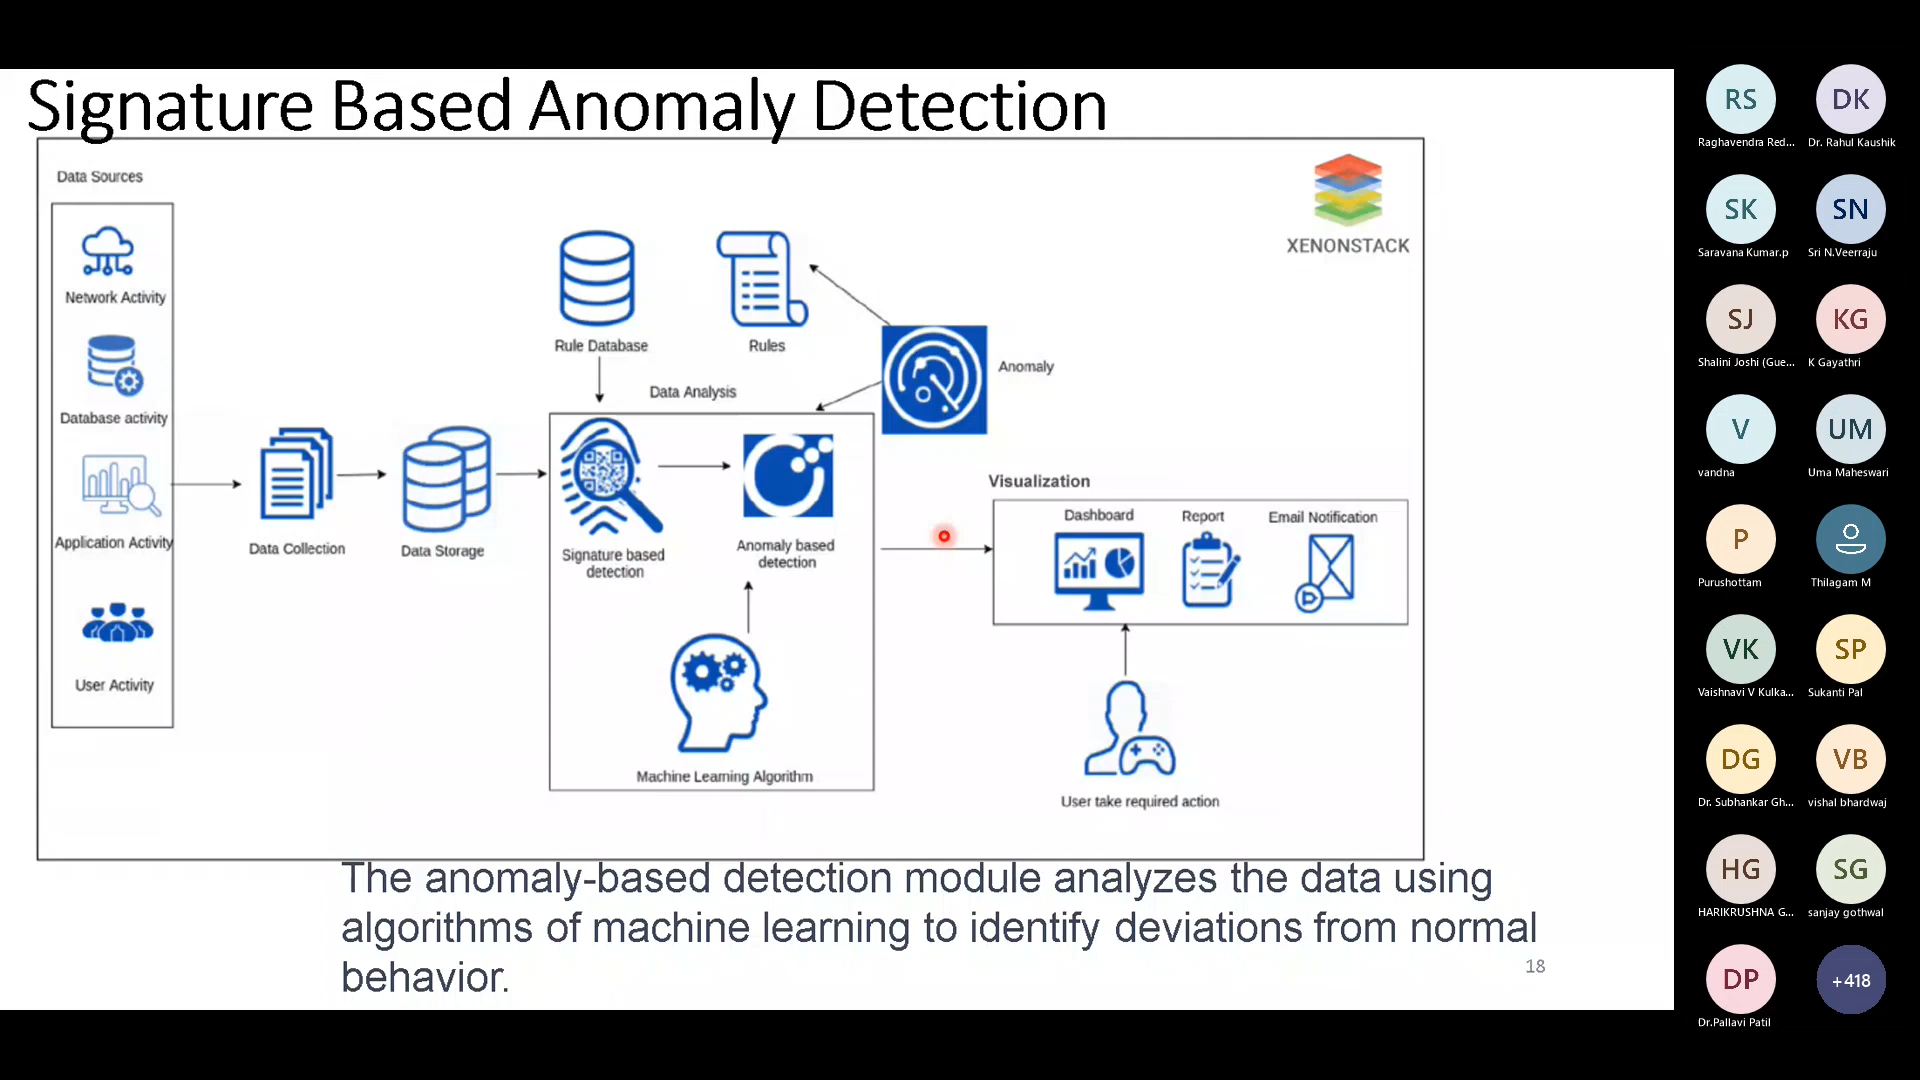 Signature Based Anomaly Detection
Data Sources
XENONSTACK
Network Activity
Rule Database
Rules
Anomaly
Data Analysis
Database activity
Visualization
Dashboard
Report
Email Notification
Application Activity
Data Collection
Data Storage
Signature based
detection
Anomaly based
detection
User Activity
Machine Learning Algorithm
User take required action
The anomaly-based detection module analyzes the data using
algorithms of machine learning to identify deviations from normal
behavior.
18
RS
Raghavendra Red...
DK
Dr. Rahul Kaushik
SK
Saravana Kumar.p
SN
Sri N.Veerraju
SJ
Shalini Joshi (Gue...
KG
K Gayathri
V
vandna
UM
Uma Maheswari
P
Purushottam
Thilagam M
VK
Vaishnavi V Kulka...
SP
Sukanti Pal
DG
Dr. Subhankar Gh...
VB
vishal bhardwaj
HG
HARIKRUSHNA G...
SG
sanjay gothwal
DP
Dr.Pallavi Patil
+418